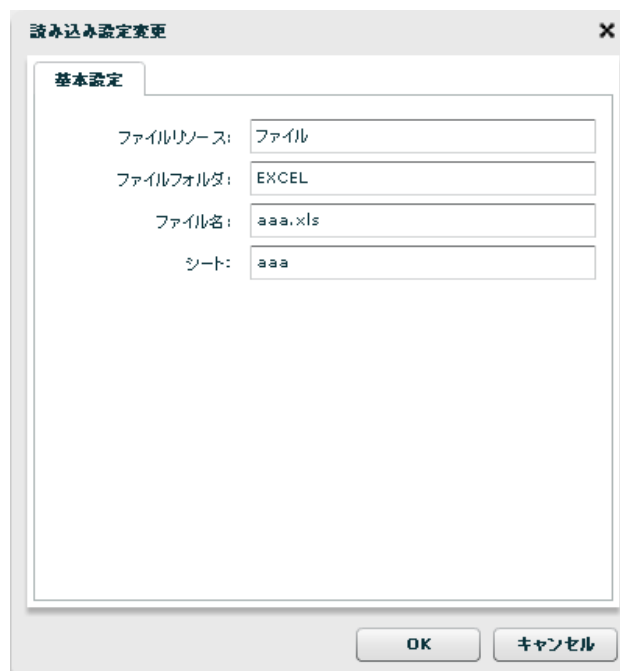 読み込み設定変更
基本設定
ファイルリソース: ファイル
ファイルフォルダ: EXCEL
ファイル名: aaa.xls
シート: aaa
OK キャンセル